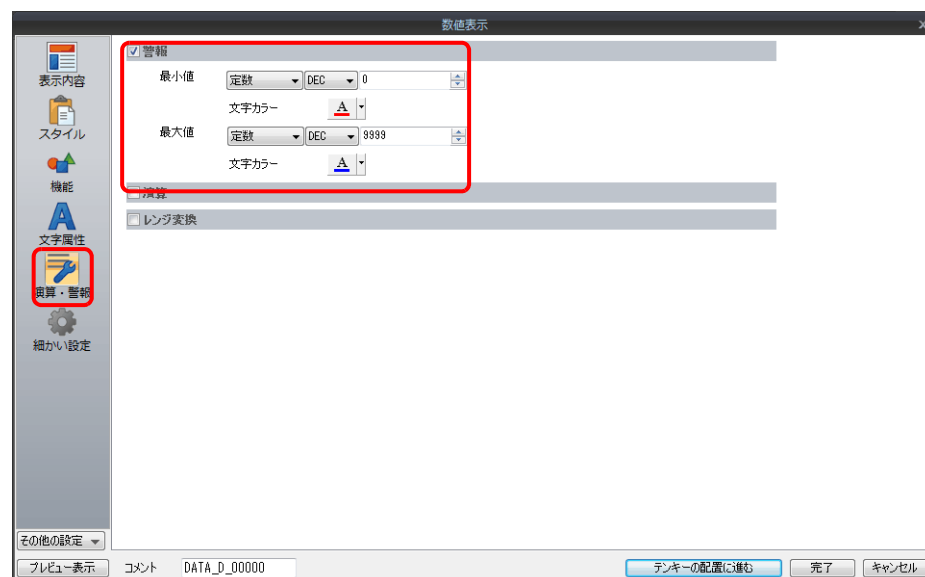 数値表示
表示内容
スタイル
機能
文字属性
演算・警報
細かい設定
その他の設定
プレビュー表示
警報
最小値 定数 DEC 0
文字カラー A
最大値 定数 DEC 9999
文字カラー A
演算
レンジ変換
コメント DATA_D_00000
テンキーの配置に進む 完了 キャンセル